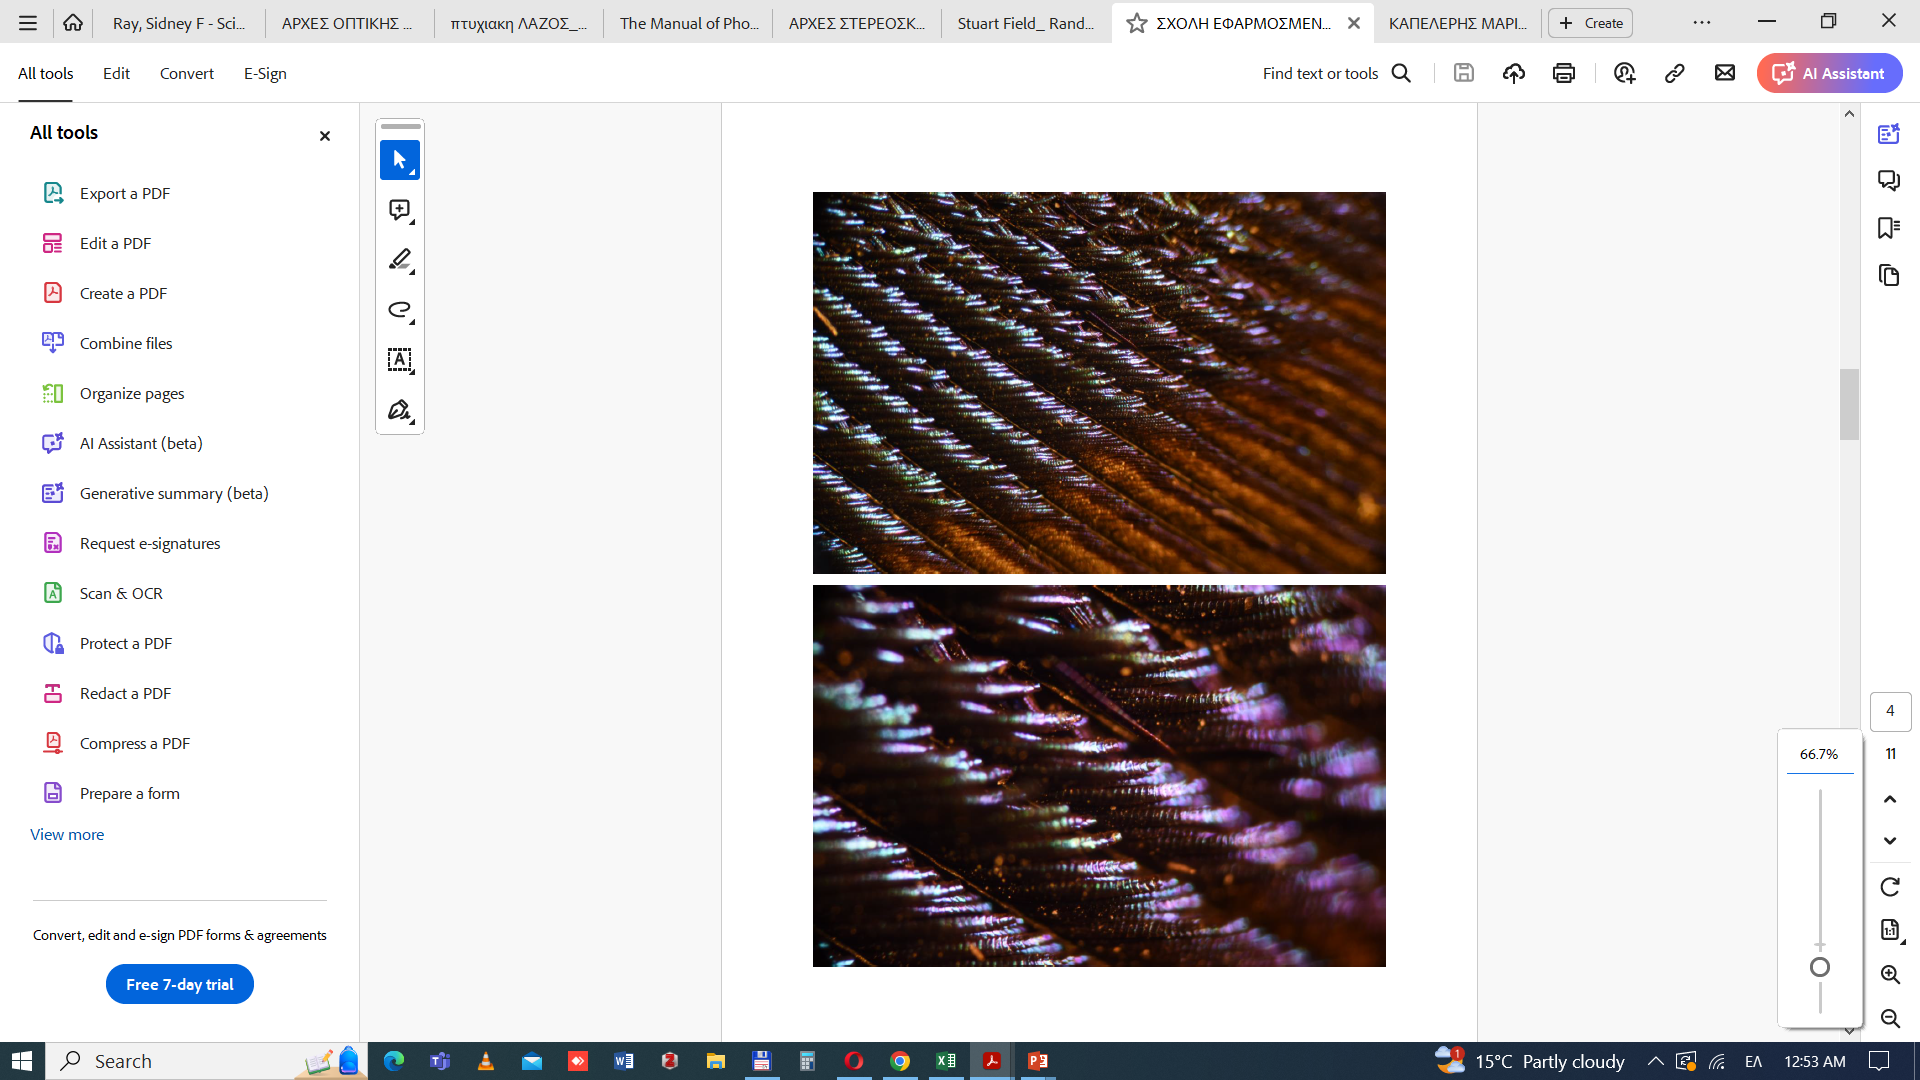 Ray, Sidney F - Sci...
ΑΡΧΕΣ ΟΠΤΙΚΗΣ ...
πτυχιακη ΛΑΖΟΣ_...
The Manual of Pho...
ΑΡΧΕΣ ΣΤΕΡΕΟΣΚ...
Stuart Field_ Rand...
ΣΧΟΛΗ ΕΦΑΡΜΟΣΜΕΝ...
ΚΑΠΕΛΕΡΗΣ ΜΑΡΙ...
Create
All tools
Edit
Convert
E-Sign
Find text or tools
AI Assistant
All tools
Export a PDF
Edit a PDF
Create a PDF
Combine files
Organize pages
AI Assistant (beta)
Generative summary (beta)
Request e-signatures
Scan & OCR
Protect a PDF
Redact a PDF
Compress a PDF
Prepare a form
View more
Convert, edit and e-sign PDF forms & agreements
Free 7-day trial
4
11
66.7%
Search
1
15°C Partly cloudy
ΕΛ
12:53 AM